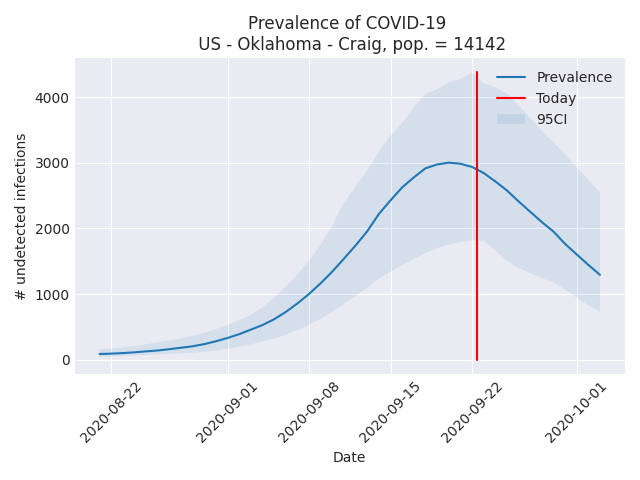 Prevalence of COVID-19
US - Oklahoma - Craig, pop. = 14142
# undetected infections
4000
3000
2000
1000
0
Prevalence
Today
95CI
2020-08-22
2020-09-01
2020-09-08
2020-09-15
2020-09-22
2020-10-01
Date